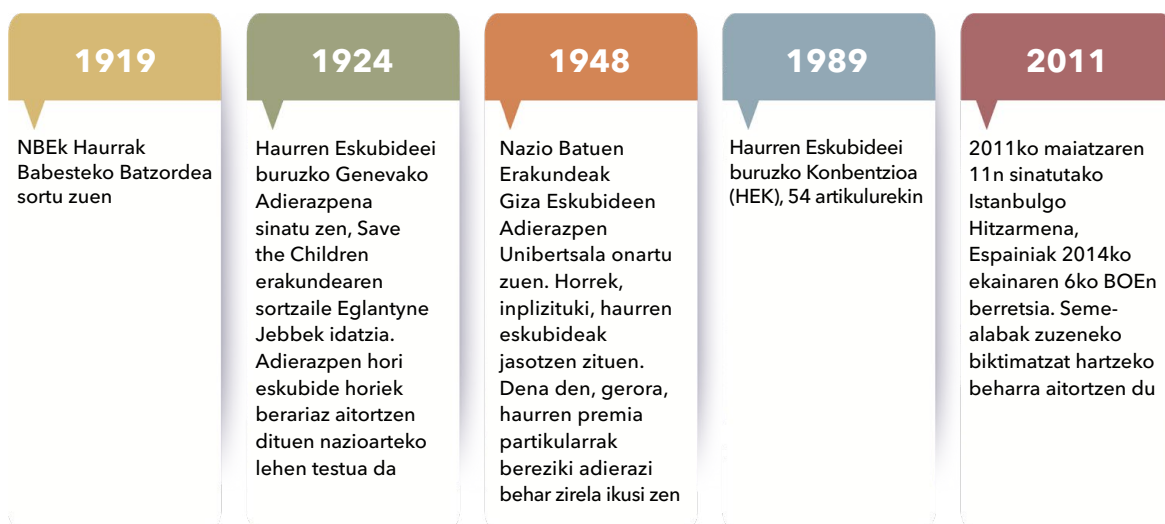 1919
NBEk Haurrak
Babesteko Batzordea
sortu zuen
1924
Haurren Eskubideei
buruzko Genevako
Adierazpena
sinatu zen, Save
the Children
erakundearen
sortzaile Eglantyne
Jebbek idatzia.
Adierazpen hori
eskubide horiek
berariaz aitortzen
dituen nazioarteko
lehen testua da
1948
Nazio Batuen
Erakundeak
Giza Eskubideen
Adierazpen
Unibertsala onartu
zuen. Horrek,
inplizituki, haurren
eskubideak
jasotzen zituen.
Dena den, gerora,
haurren premia
partikularrak
bereziki adierazi
behar zirela ikusi zen
1989
Haurren Eskubideei
buruzko Konbentzioa
(HEK), 54 artikulurekin
2011
2011ko maiatzaren
11n sinatutako
Istanbulgo
Hitzarmena,
Espainiak 2014ko
ekainaren 6ko BOEn
berretsia. Seme-
alabak zuzeneko
biktimatzat hartzeko
beharra aitortzen du